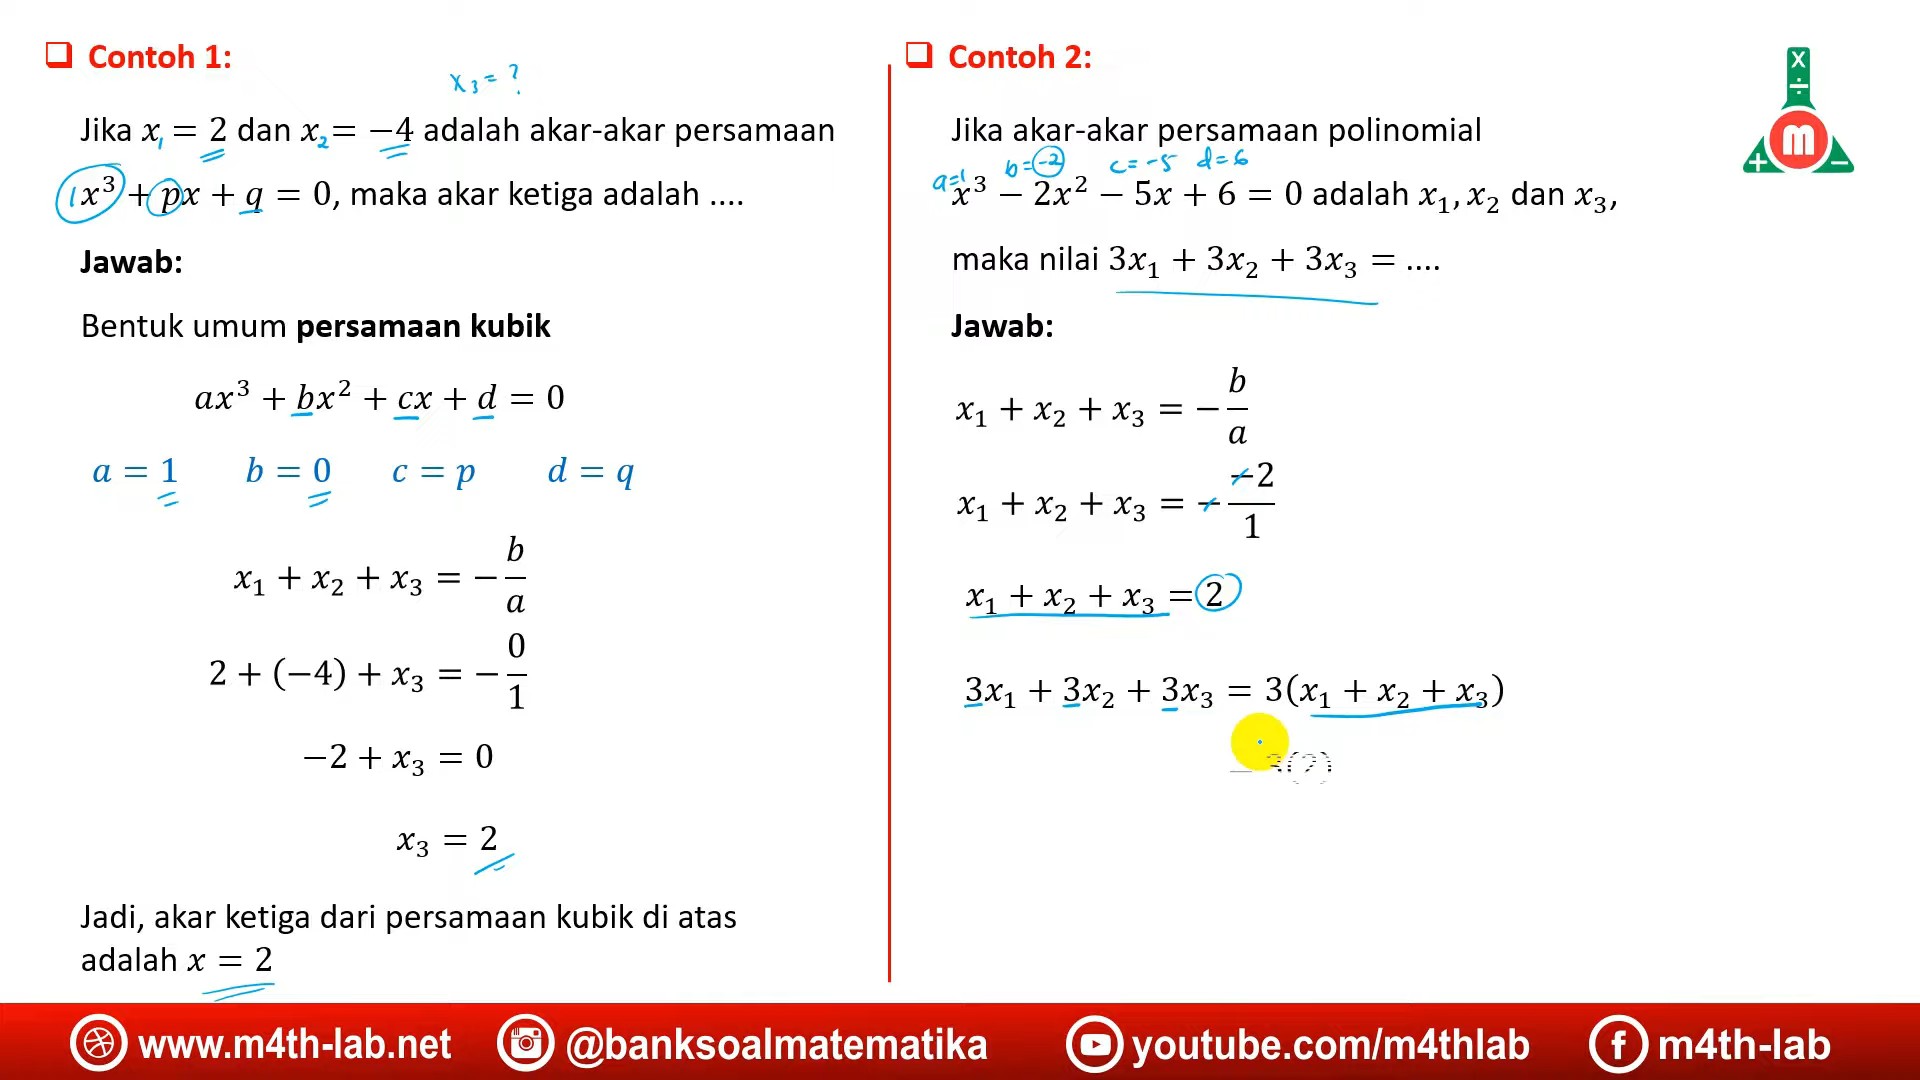 Contoh 1:
x₃ = ?
Jika x₁ = 2 dan x₂ = −4 adalah akar-akar persamaan
1x³ + px + q = 0, maka akar ketiga adalah ....
Jawab:
Bentuk umum persamaan kubik
ax³ + bx² + cx + d = 0
a = 1 b = 0 c = p d = q
x₁ + x₂ + x₃ = −b/a
2 + (−4) + x₃ = −0/1
−2 + x₃ = 0
x₃ = 2
Jadi, akar ketiga dari persamaan kubik di atas
adalah x = 2
Contoh 2:
Jika akar-akar persamaan polinomial
a=1 b=-2 c=-5 d=6
x³ − 2x² − 5x + 6 = 0 adalah x₁, x₂ dan x₃,
maka nilai 3x₁ + 3x₂ + 3x₃ = ....
Jawab:
x₁ + x₂ + x₃ = −b/a
x₁ + x₂ + x₃ = −−2/1
x₁ + x₂ + x₃ = 2
3x₁ + 3x₂ + 3x₃ = 3(x₁ + x₂ + x₃)
= 3(2)
X ÷
m
+ −
www.m4th-lab.net @banksoalmatematika youtube.com/m4thlab m4th-lab